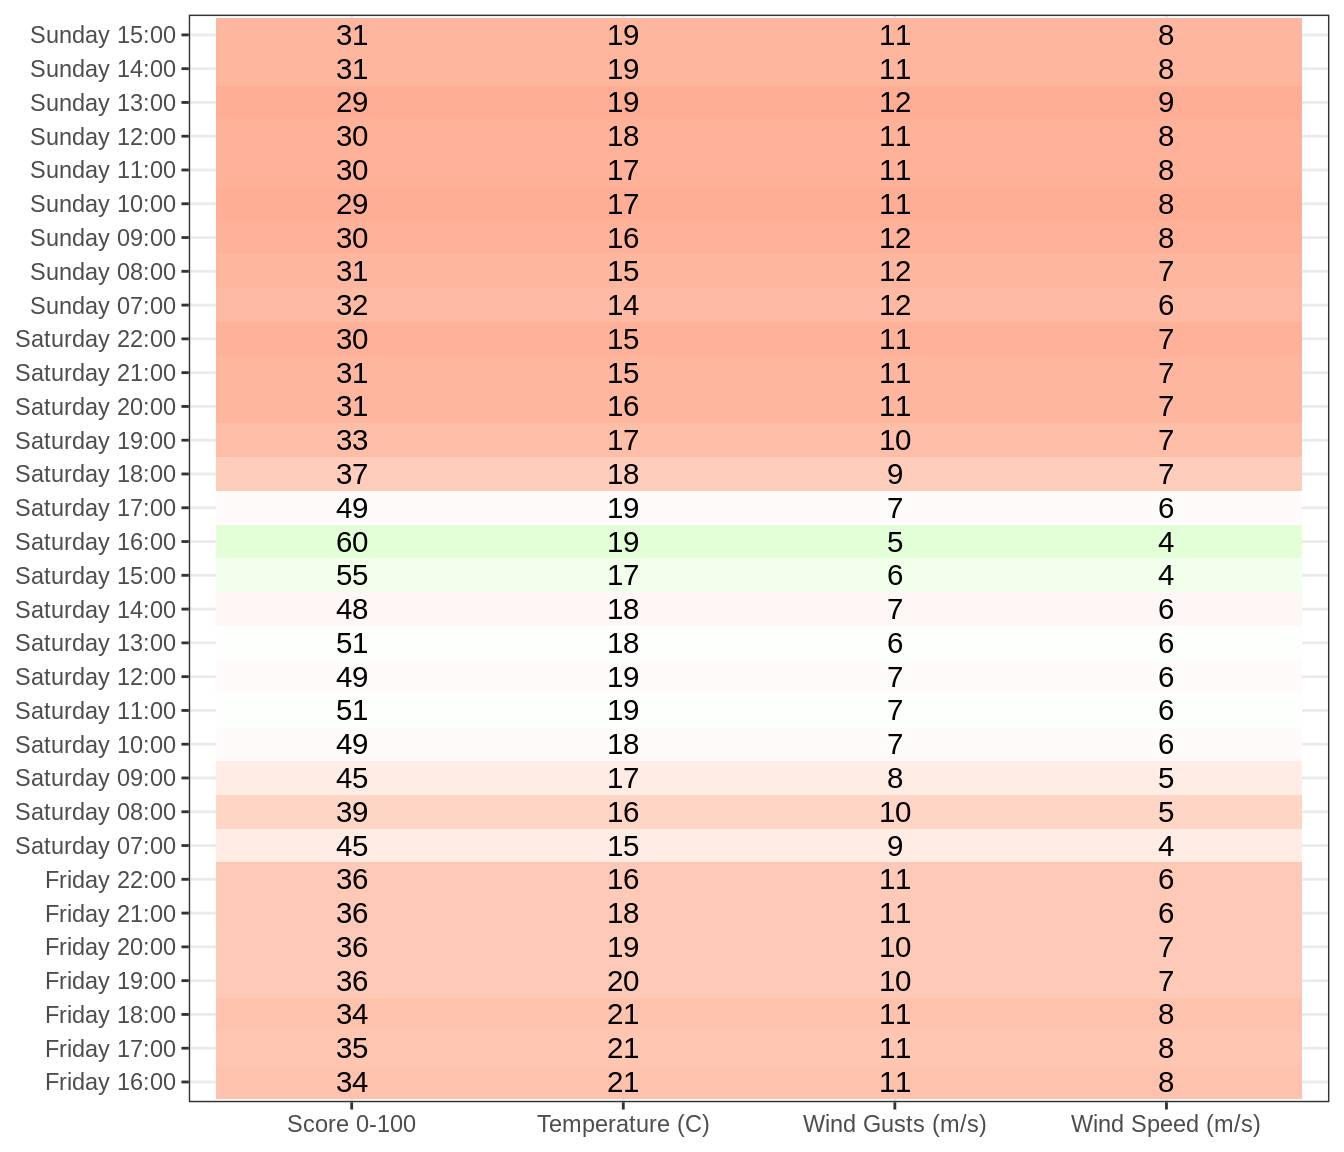 Sunday 15:00 31 19 11 8
Sunday 14:00 31 19 11 8
Sunday 13:00 29 19 12 9
Sunday 12:00 30 18 11 8
Sunday 11:00 30 17 11 8
Sunday 10:00 29 17 11 8
Sunday 09:00 30 16 12 8
Sunday 08:00 31 15 12 7
Sunday 07:00 32 14 12 6
Saturday 22:00 30 15 11 7
Saturday 21:00 31 15 11 7
Saturday 20:00 31 16 11 7
Saturday 19:00 33 17 10 7
Saturday 18:00 37 18 9 7
Saturday 17:00 49 19 7 6
Saturday 16:00 60 19 5 4
Saturday 15:00 55 17 6 4
Saturday 14:00 48 18 7 6
Saturday 13:00 51 18 6 6
Saturday 12:00 49 19 7 6
Saturday 11:00 51 19 7 6
Saturday 10:00 49 18 7 6
Saturday 09:00 45 17 8 5
Saturday 08:00 39 16 10 5
Saturday 07:00 45 15 9 4
Friday 22:00 36 16 11 6
Friday 21:00 36 18 11 6
Friday 20:00 36 19 10 7
Friday 19:00 36 20 10 7
Friday 18:00 34 21 11 8
Friday 17:00 35 21 11 8
Friday 16:00 34 21 11 8
Score 0-100 Temperature (C) Wind Gusts (m/s) Wind Speed (m/s)